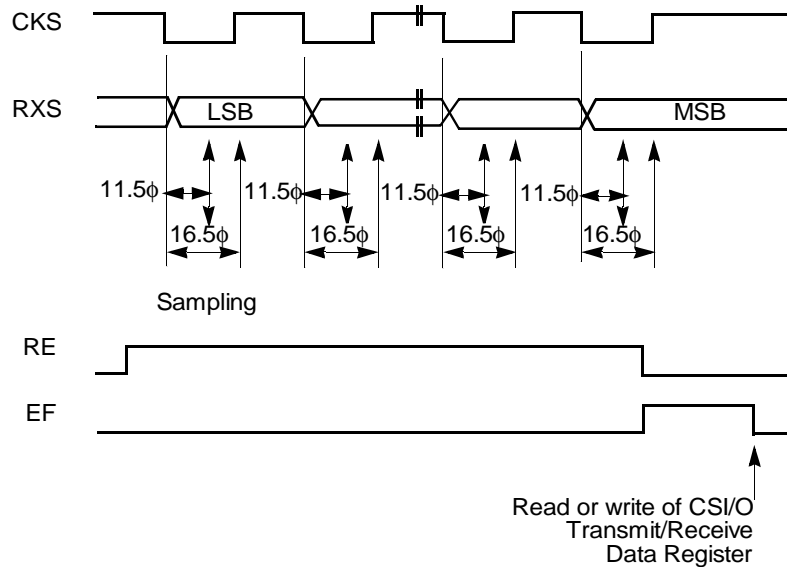 CKS
RXS
LSB
MSB
11.5ϕ
11.5ϕ
11.5ϕ
11.5ϕ
16.5ϕ
16.5ϕ
16.5ϕ
16.5ϕ
Sampling
RE
EF
Read or write of CSI/O
Transmit/Receive
Data Register